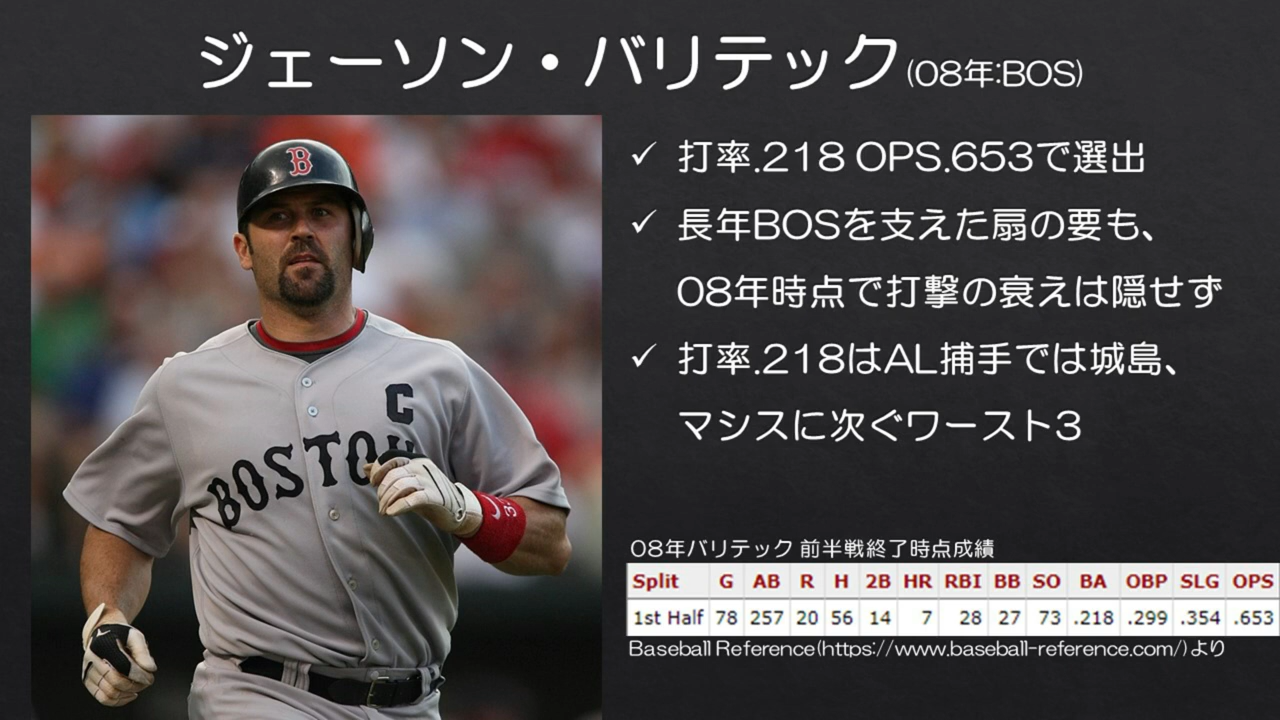 ジェーソン・バリテック(08年:BOS)
✓ 打率.218 OPS.653で選出
✓ 長年BOSを支えた扇の要も、
08年時点で打撃の衰えは隠せず
✓ 打率.218はAL捕手では城島、
マシスに次ぐワースト3
B
C
BOSTON
3
08年バリテック 前半戦終了時点成績
Split G AB R H 2B HR RBI BB SO BA OBP SLG OPS
1st Half 78 257 20 56 14 7 28 27 73 .218 .299 .354 .653
Baseball Reference(https://www.baseball-reference.com/)より